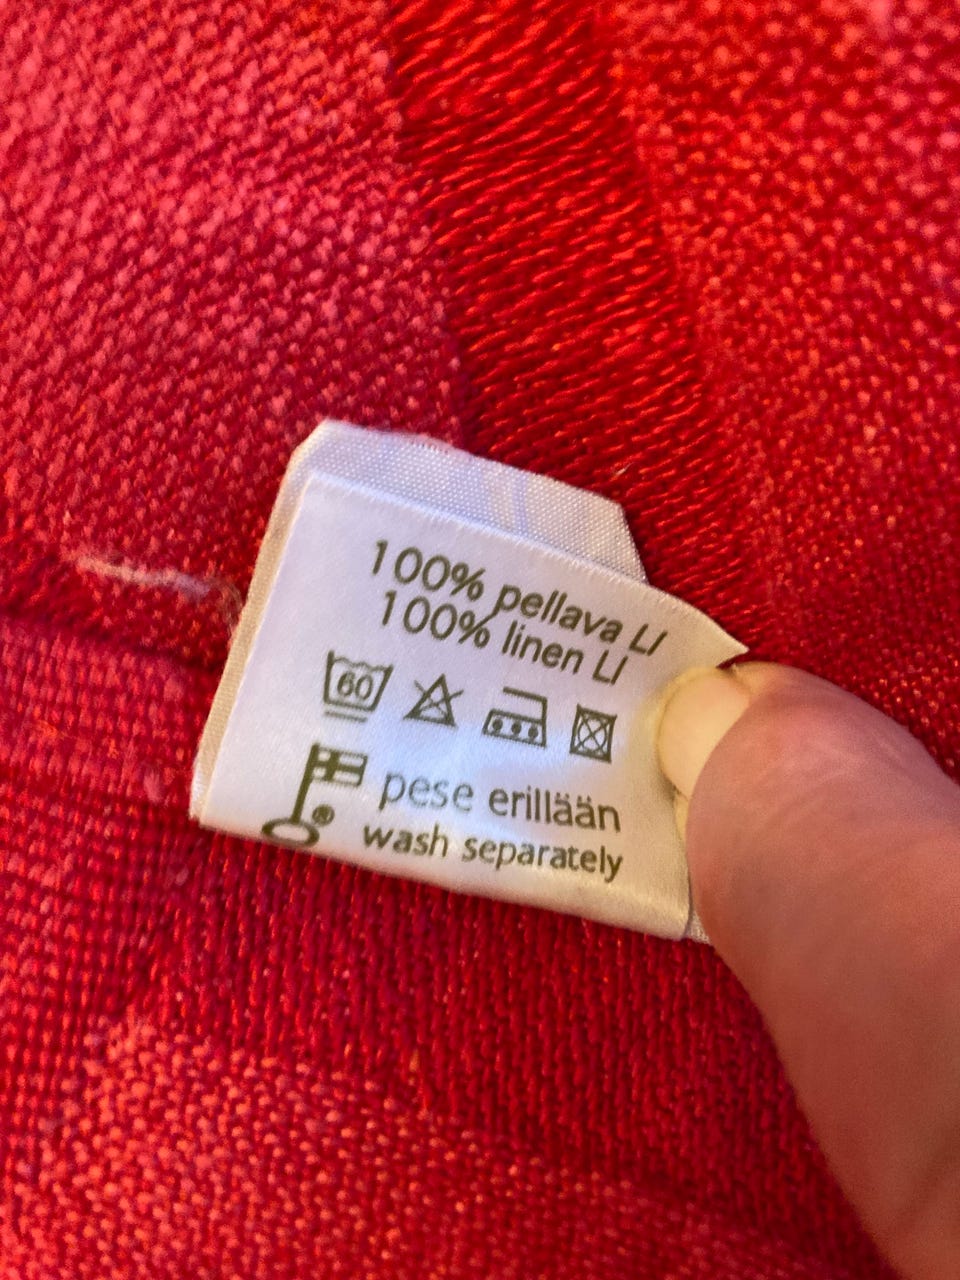 100% pellava LI
100% linen LI
60
pese erillään
®
wash separately